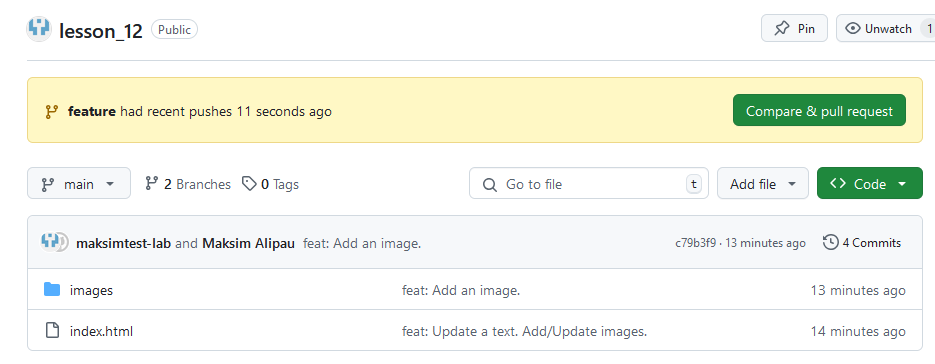 lesson_12 Public Pin Unwatch 1
feature had recent pushes 11 seconds ago Compare & pull request
main 2 Branches 0 Tags Go to file t Add file Code
maksimtest-lab and Maksim Alipau feat: Add an image. c79b3f9 · 13 minutes ago 4 Commits
images feat: Add an image. 13 minutes ago
index.html feat: Update a text. Add/Update images. 14 minutes ago